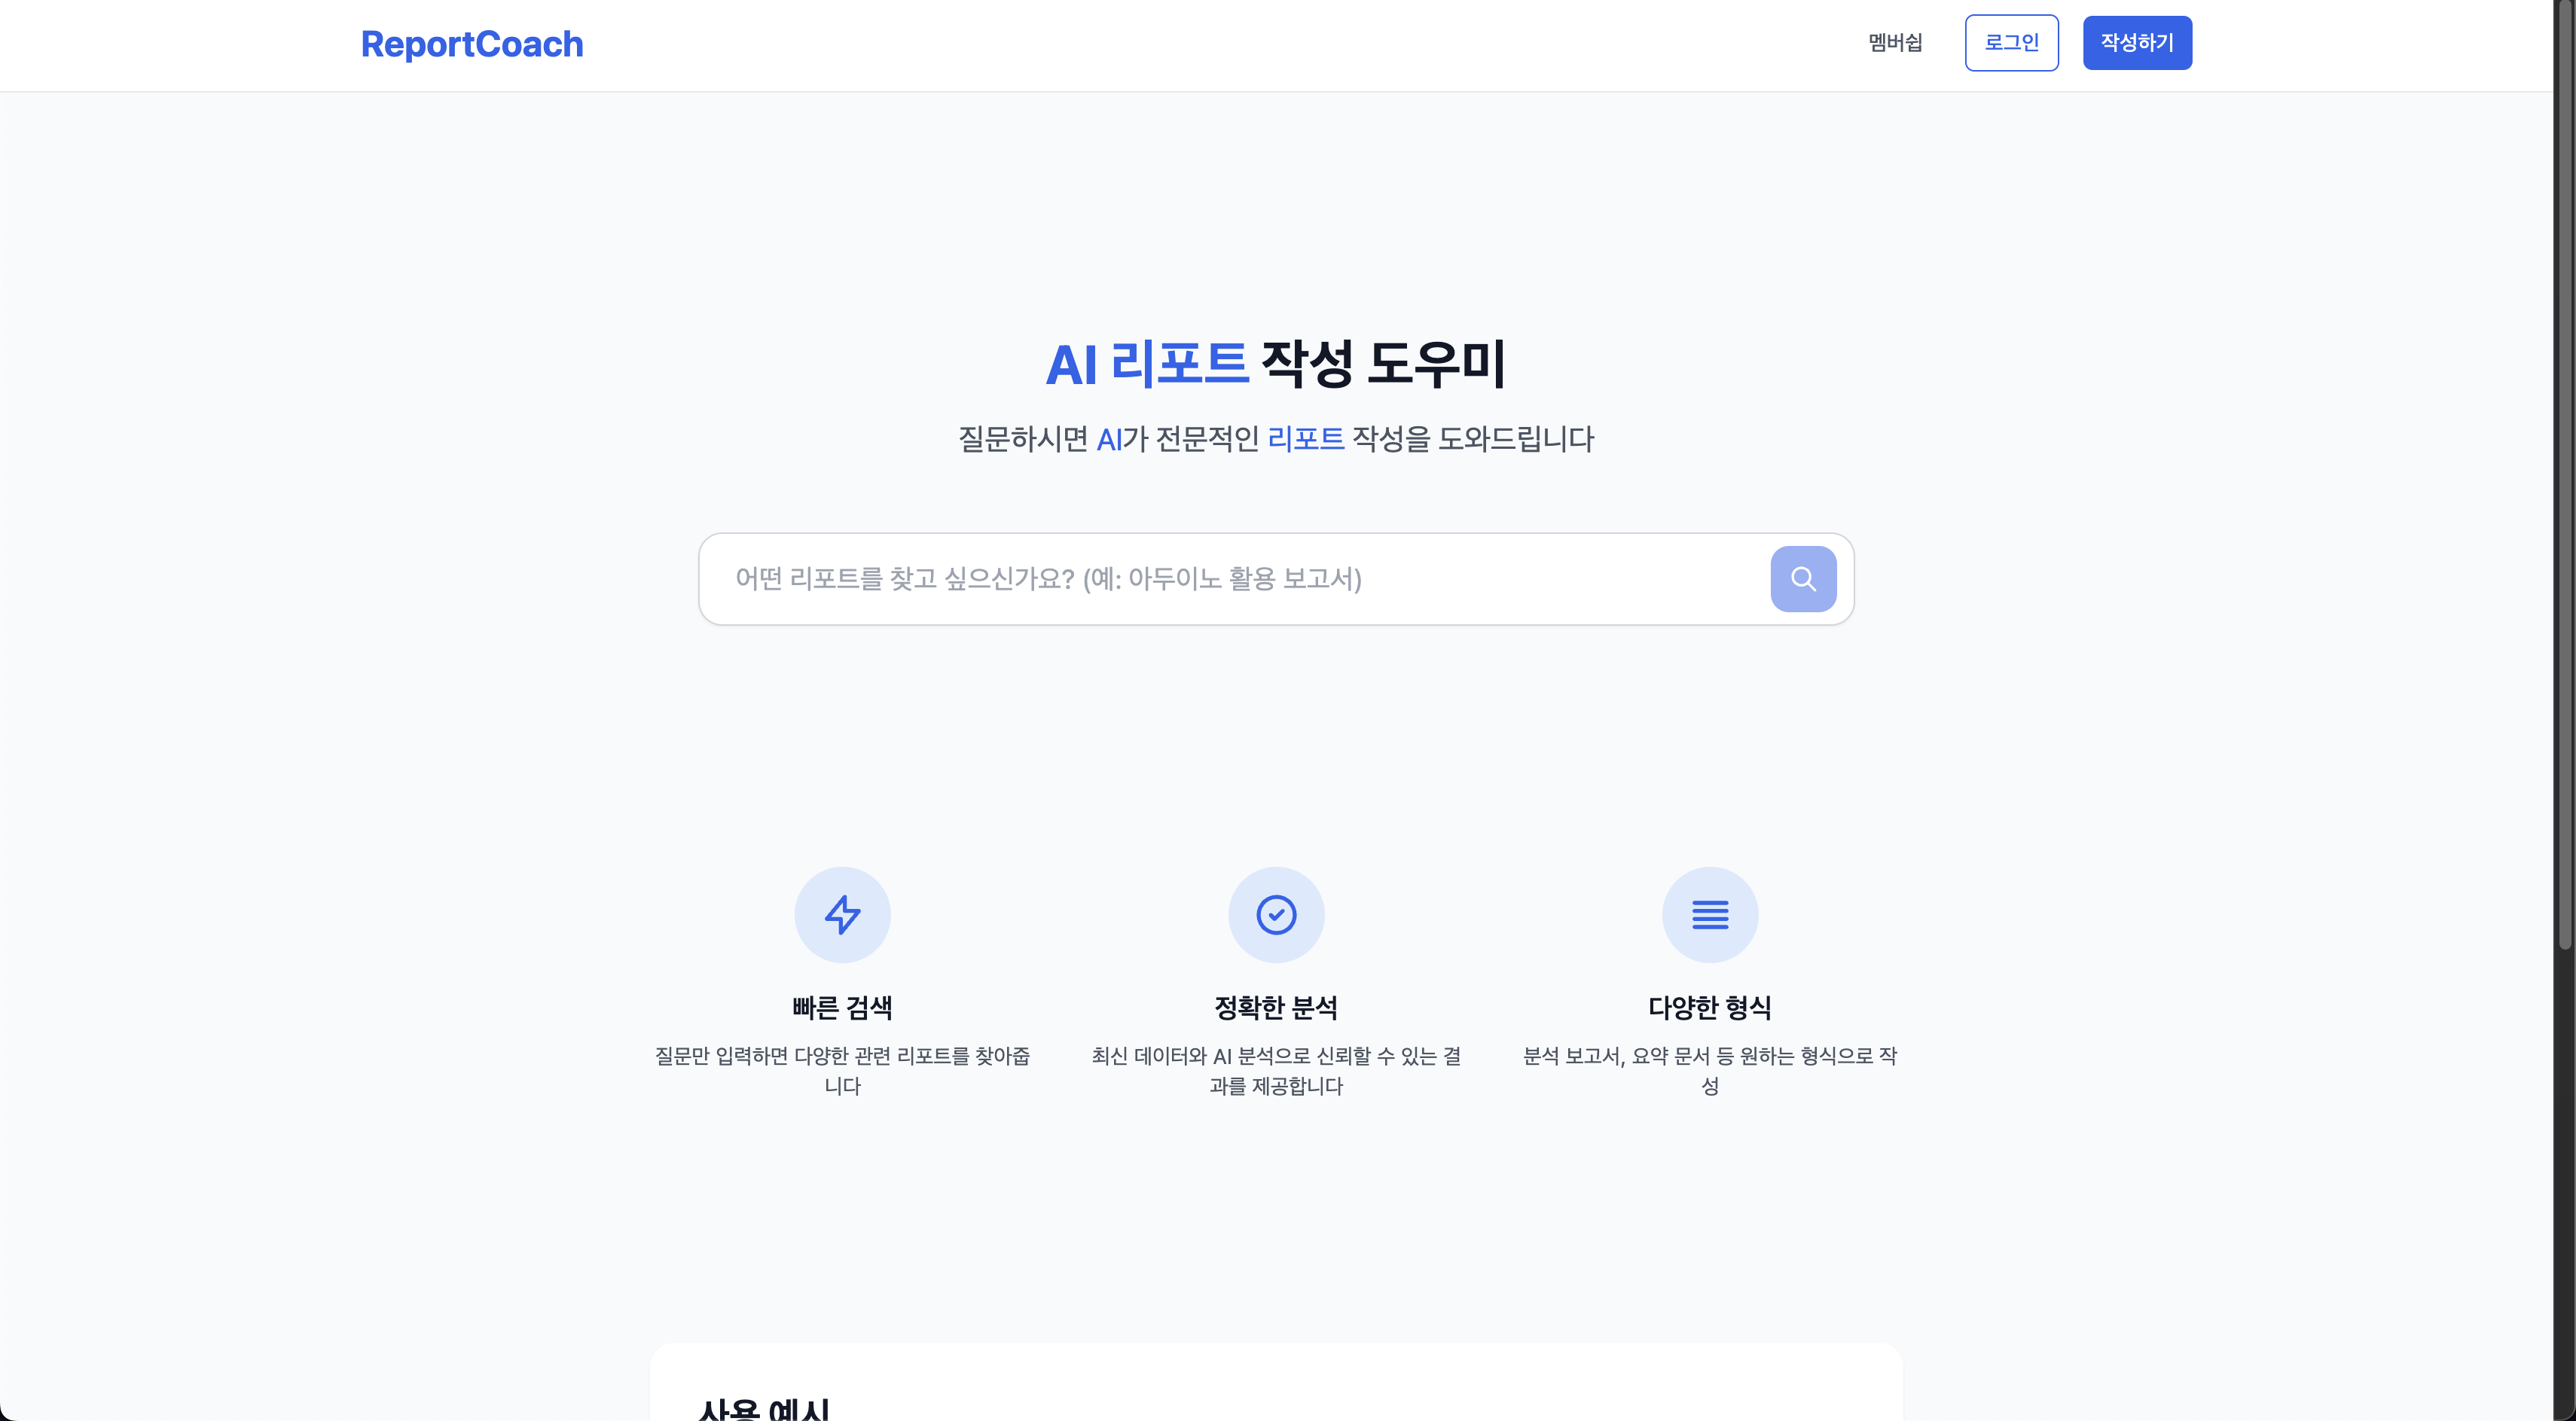 ReportCoach
멤버쉽
로그인
작성하기
AI 리포트 작성 도우미
질문하시면 AI가 전문적인 리포트 작성을 도와드립니다
어떤 리포트를 찾고 싶으신가요? (예: 아두이노 활용 보고서)
빠른 검색
질문만 입력하면 다양한 관련 리포트를 찾아줍
니다
정확한 분석
최신 데이터와 AI 분석으로 신뢰할 수 있는 결
과를 제공합니다
다양한 형식
분석 보고서, 요약 문서 등 원하는 형식으로 작
성
사용 예시